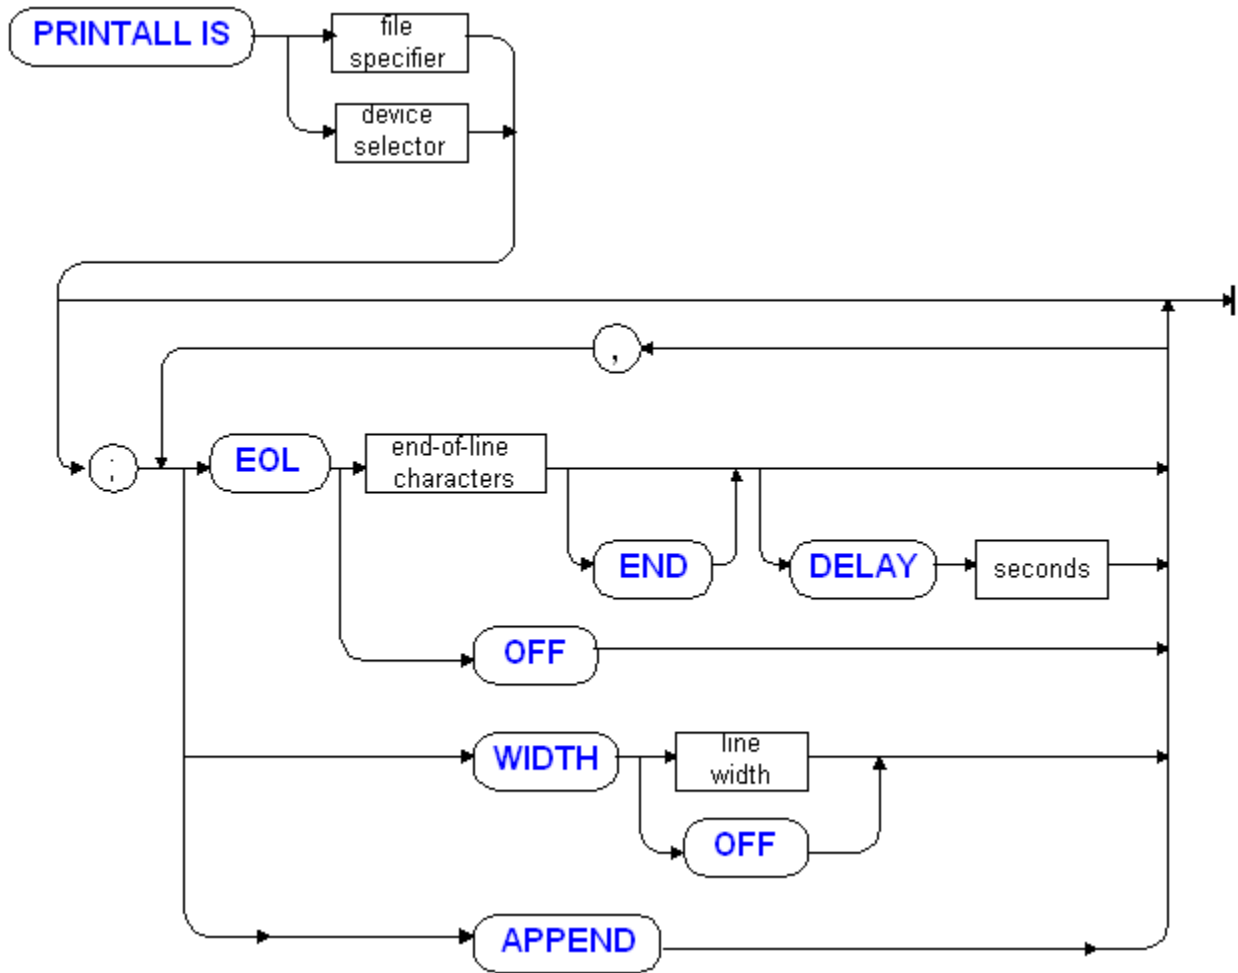 PRINTALL IS
file
specifier
device
selector
,
;
EOL
end-of-line
characters
END
DELAY
seconds
OFF
WIDTH
line
width
OFF
APPEND